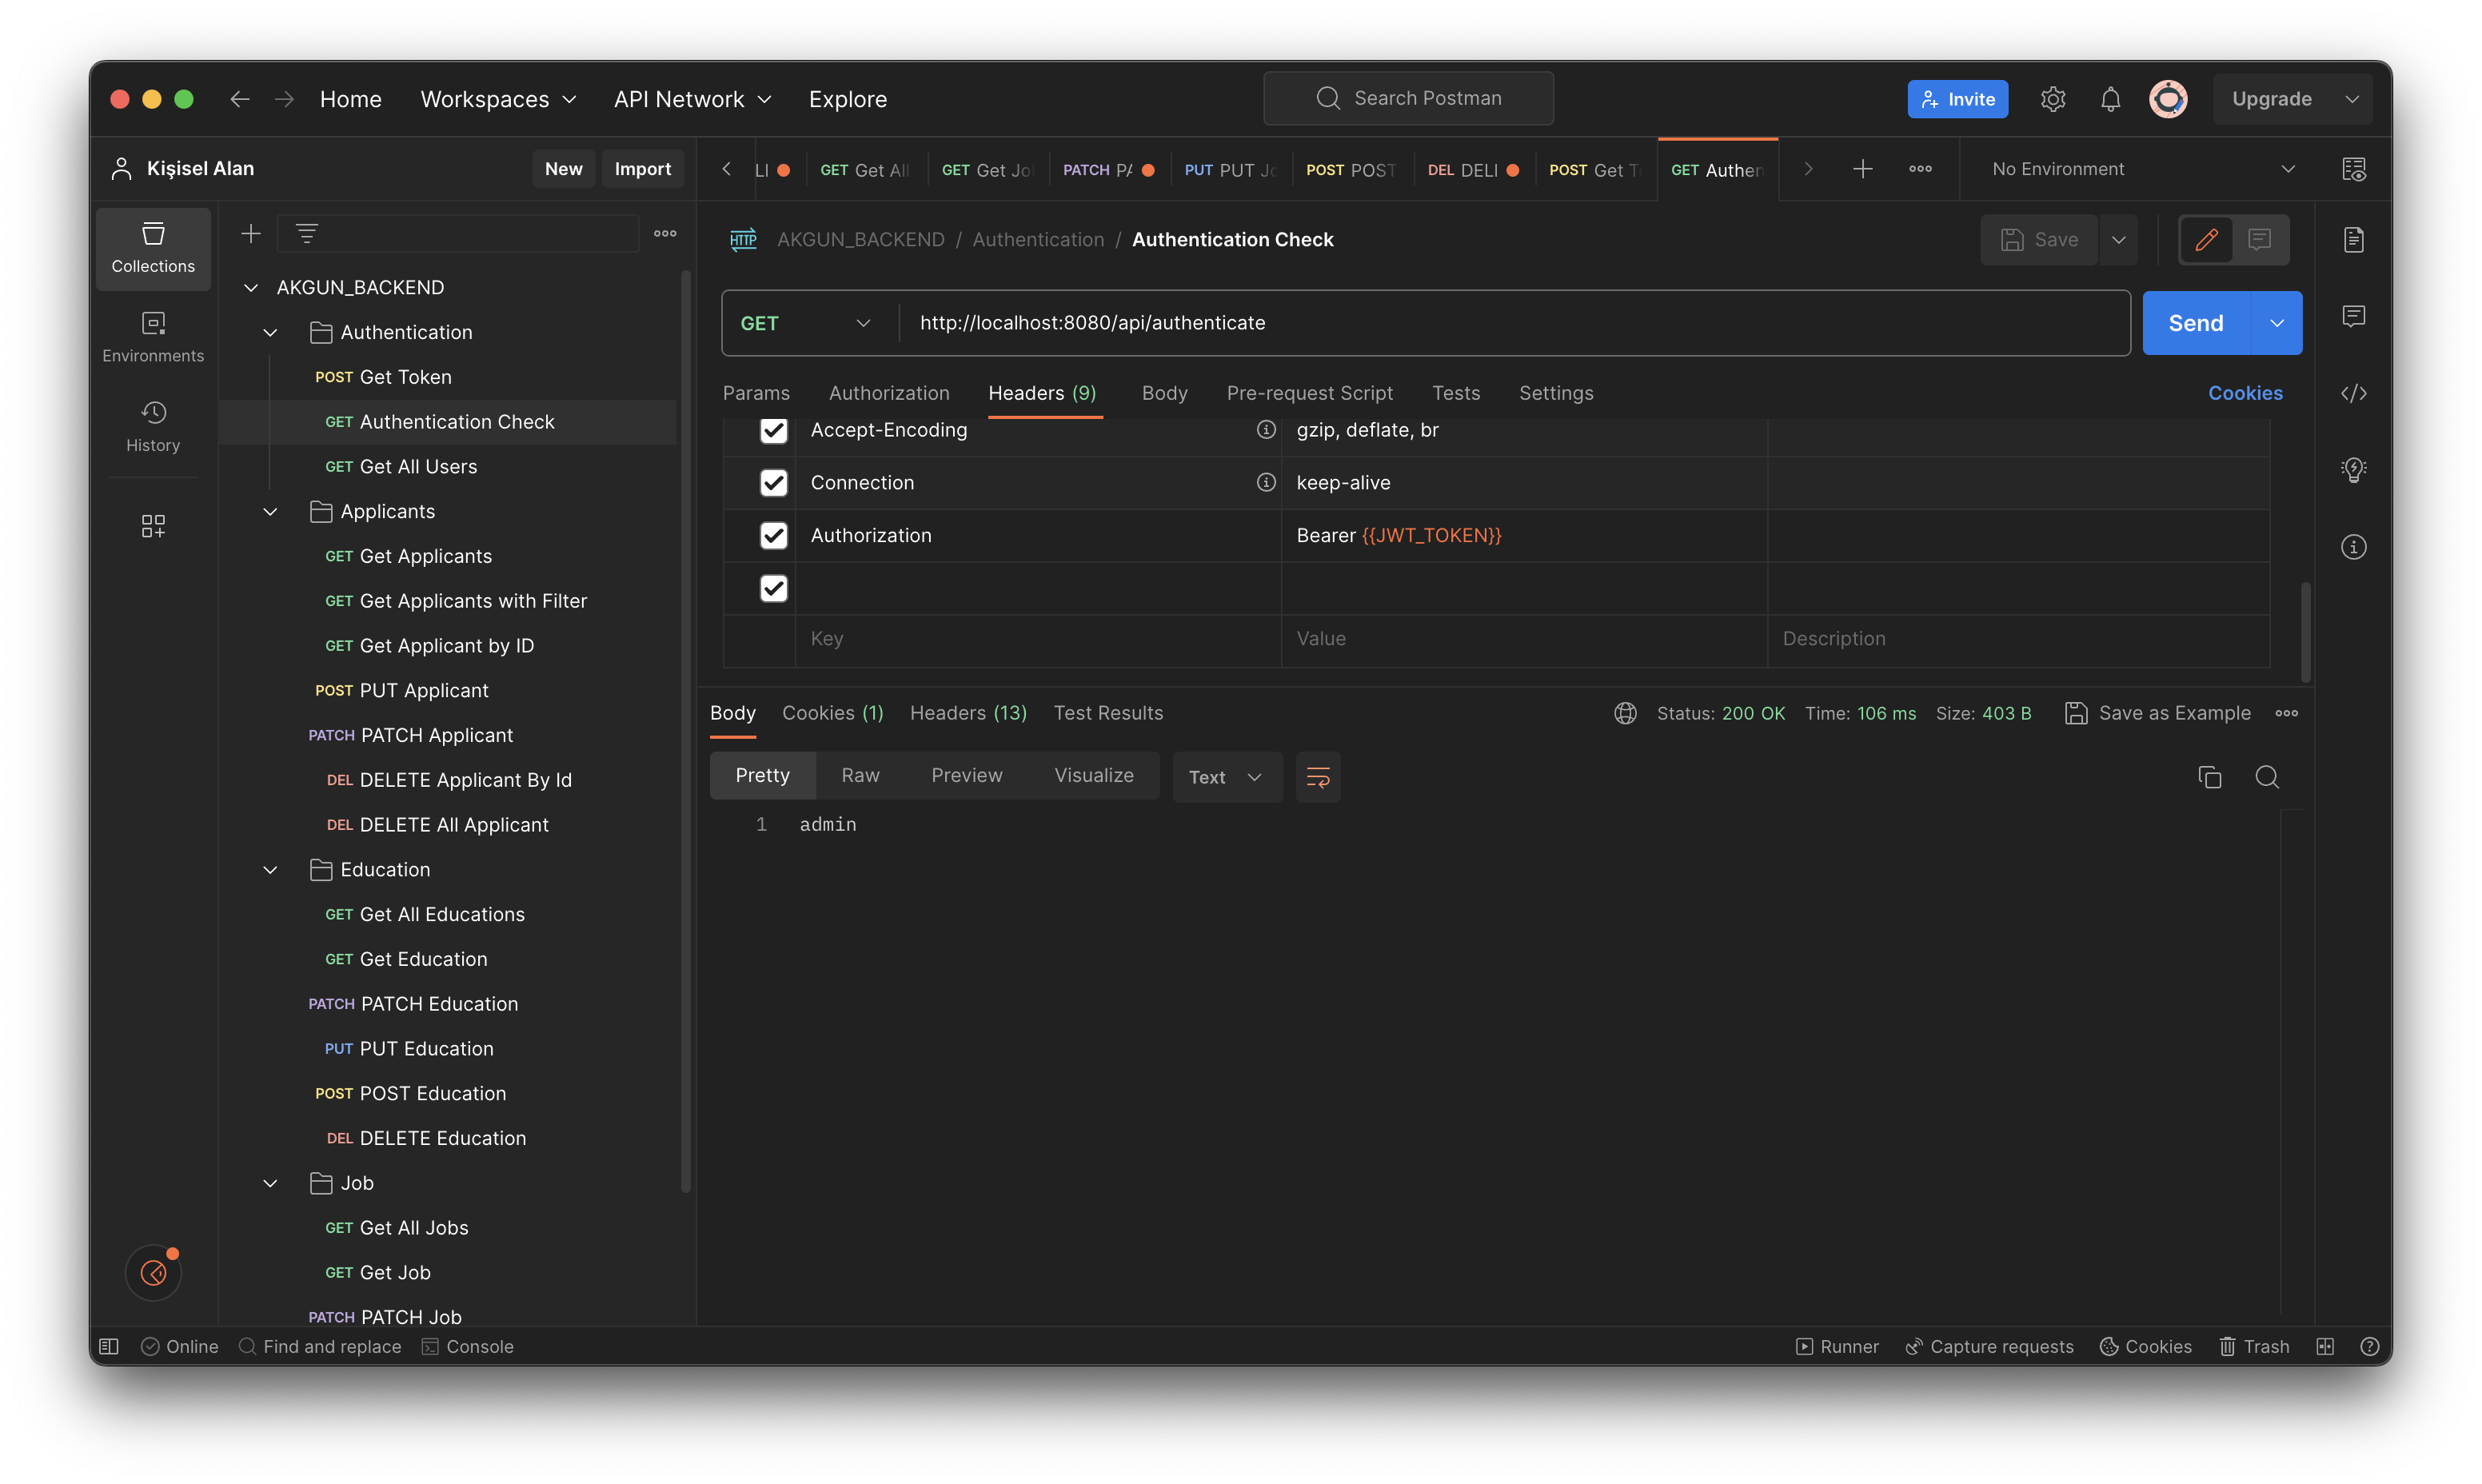 Home Workspaces API Network Explore Search Postman Invite Upgrade
Kişisel Alan New Import
LI GET Get All GET Get Jo PATCH PA PUT PUT Jo POST POST DEL DELI POST Get T GET Authen No Environment
Collections
Environments
History
AKGUN_BACKEND
Authentication
POST Get Token
GET Authentication Check
GET Get All Users
Applicants
GET Get Applicants
GET Get Applicants with Filter
GET Get Applicant by ID
POST PUT Applicant
PATCH PATCH Applicant
DEL DELETE Applicant By Id
DEL DELETE All Applicant
Education
GET Get All Educations
GET Get Education
PATCH PATCH Education
PUT PUT Education
POST POST Education
DEL DELETE Education
Job
GET Get All Jobs
GET Get Job
PATCH PATCH Job
HTTP AKGUN_BACKEND / Authentication / Authentication Check Save
GET http://localhost:8080/api/authenticate Send
Params Authorization Headers (9) Body Pre-request Script Tests Settings Cookies
Accept-Encoding gzip, deflate, br
Connection keep-alive
Authorization Bearer {{JWT_TOKEN}}
Key Value Description
Body Cookies (1) Headers (13) Test Results Status: 200 OK Time: 106 ms Size: 403 B Save as Example
Pretty Raw Preview Visualize Text
1 admin
Online Find and replace Console Runner Capture requests Cookies Trash